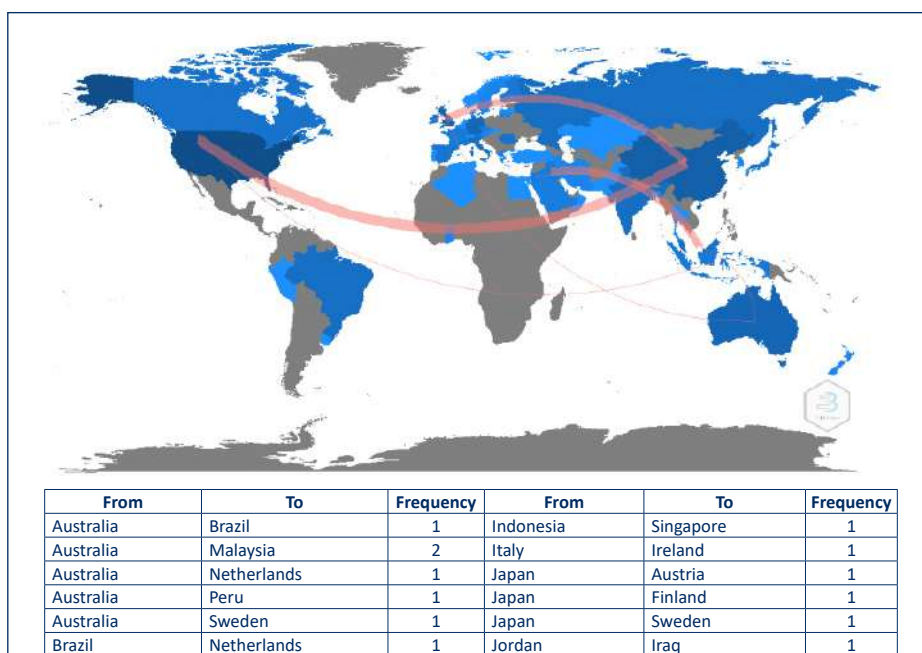 From To Frequency From To Frequency
Australia Brazil 1 Indonesia Singapore 1
Australia Malaysia 2 Italy Ireland 1
Australia Netherlands 1 Japan Austria 1
Australia Peru 1 Japan Finland 1
Australia Sweden 1 Japan Sweden 1
Brazil Netherlands 1 Jordan Iraq 1